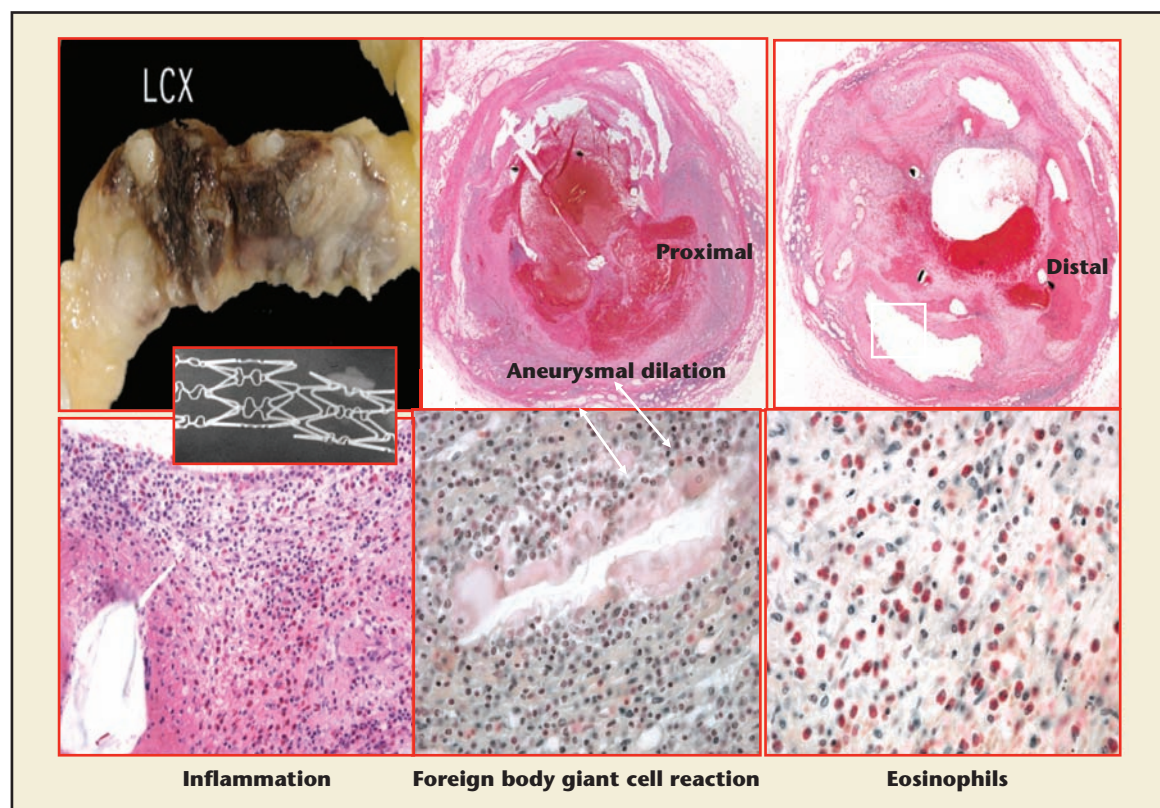 LCX
Proximal
Distal
Aneurysmal dilation
Inflammation
Foreign body giant cell reaction
Eosinophils